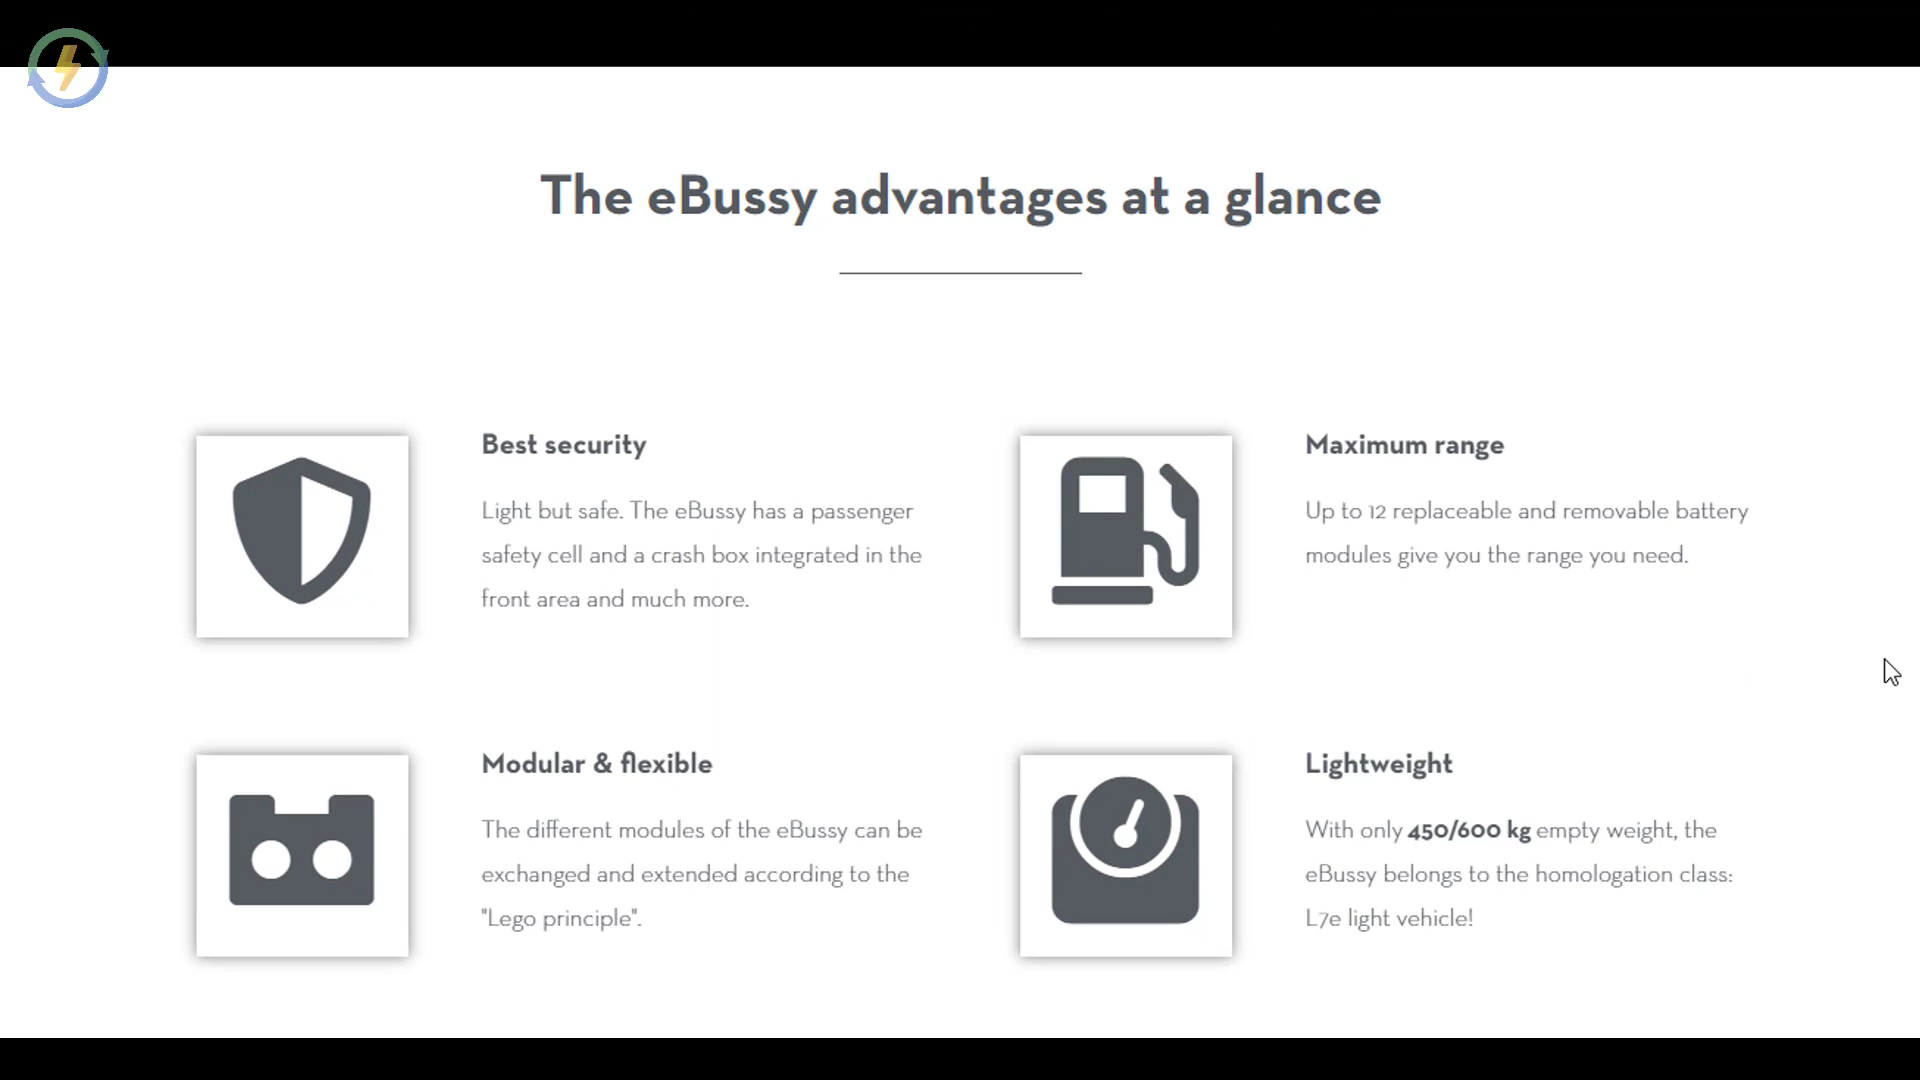 The eBussy advantages at a glance
Best security
Light but safe. The eBussy has a passenger
safety cell and a crash box integrated in the
front area and much more.
Maximum range
Up to 12 replaceable and removable battery
modules give you the range you need.
Modular & flexible
The different modules of the eBussy can be
exchanged and extended according to the
"Lego principle".
Lightweight
With only 450/600 kg empty weight, the
eBussy belongs to the homologation class:
L7e light vehicle!